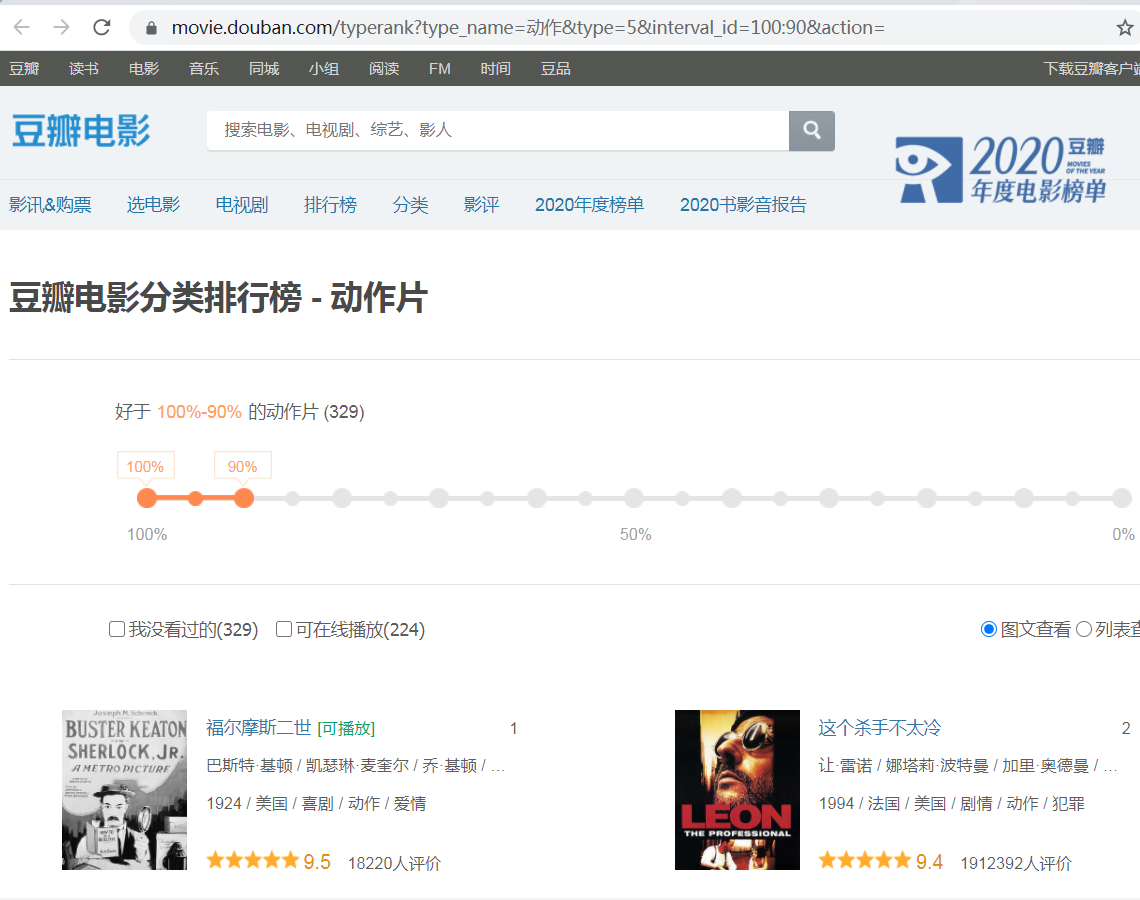 movie.douban.com/typerank?type_name=动作&type=5&interval_id=100:90&action=
豆瓣 读书 电影 音乐 同城 小组 阅读 FM 时间 豆品 下载豆瓣客户端
豆瓣电影
搜索电影、电视剧、综艺、影人
2020 豆瓣
MOVIES OF THE YEAR
年度电影榜单
影讯&购票 选电影 电视剧 排行榜 分类 影评 2020年度榜单 2020书影音报告
豆瓣电影分类排行榜 - 动作片
好于 100%-90% 的动作片 (329)
100% 90%
100% 50% 0%
我没看过的(329) 可在线播放(224) 图文查看 列表查
Joseph M. Schenck
BUSTER KEATON
SHERLOCK, JR.
A METRO PICTURE
福尔摩斯二世 [可播放] 1
巴斯特·基顿 / 凯瑟琳·麦奎尔 / 乔·基顿 / ...
1924 / 美国 / 喜剧 / 动作 / 爱情
9.5 18220人评价
LEON
THE PROFESSIONAL
这个杀手不太冷 2
让·雷诺 / 娜塔莉·波特曼 / 加里·奥德曼 / ...
1994 / 法国 / 美国 / 剧情 / 动作 / 犯罪
9.4 1912392人评价